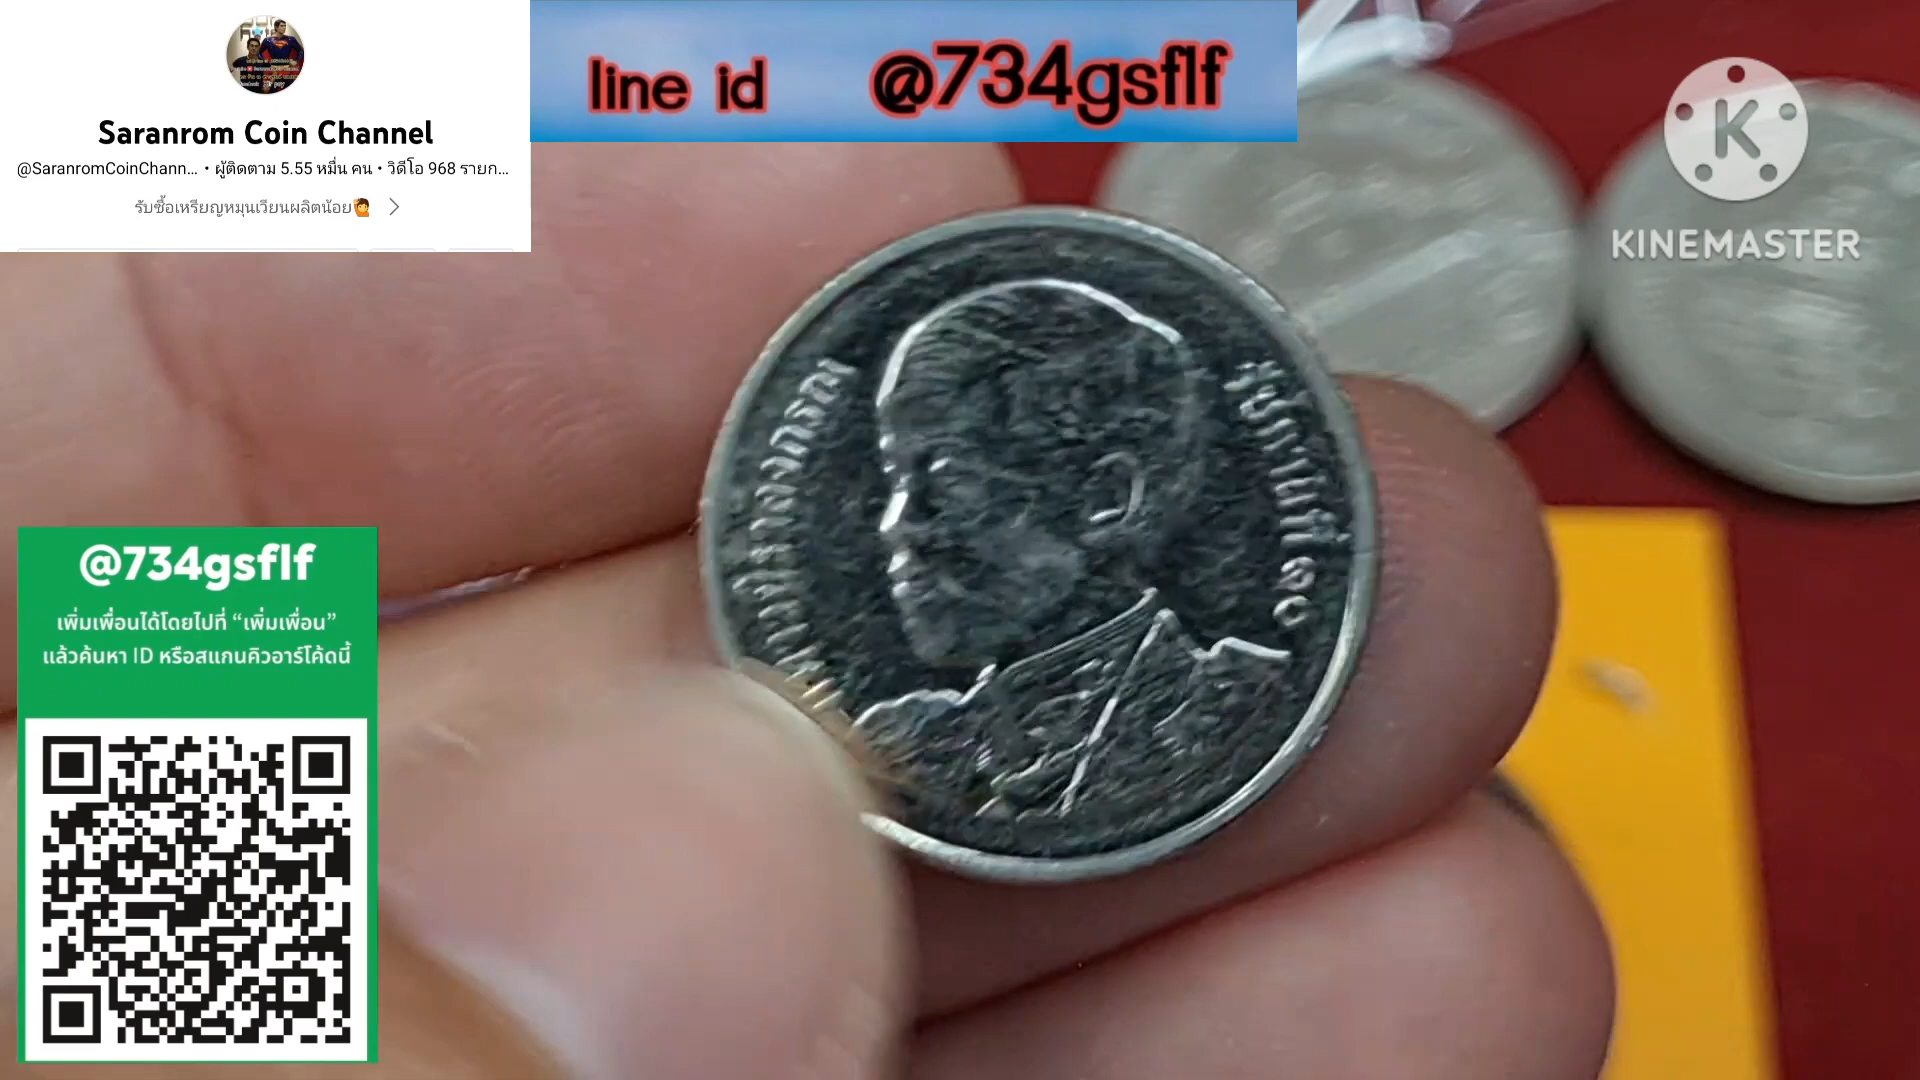 Saranrom Coin Channel
@SaranromCoinChann... • ผู้ติดตาม 5.55 หมื่น คน • วิดีโอ 968 รายก...
รับซื้อเหรียญหมุนเวียนผลิตน้อย🙋
line id @734gsflf
KINEMASTER
รัชกาลที่ ๑๐
@734gsflf
เพิ่มเพื่อนได้โดยไปที่ “เพิ่มเพื่อน”
แล้วค้นหา ID หรือสแกนคิวอาร์โค้ดนี้